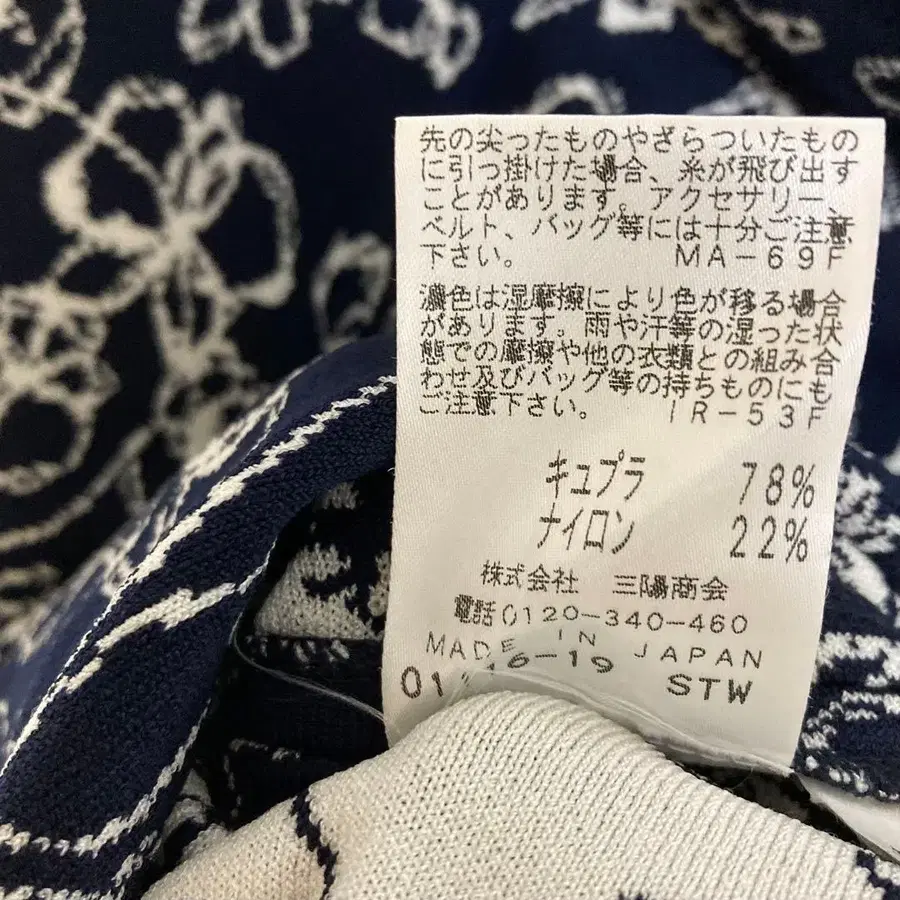 先の尖ったものやざらついたもの
に引っ掛けた場合、糸が飛び出す
ことがあります。アクセサリー、
ベルト、バッグ等には十分ご注意
下さい。 MA-69F
濃色は湿摩擦により色が移る場合
があります。雨や汗等の湿った状
態での摩擦や他の衣類との組み合
わせ及びバッグ等の持ちものにも
ご注意下さい。 IR-53F
キュプラ 78%
ナイロン 22%
株式会社 三陽商会
電話0120-340-460
MADE IN JAPAN
01 16-19 STW